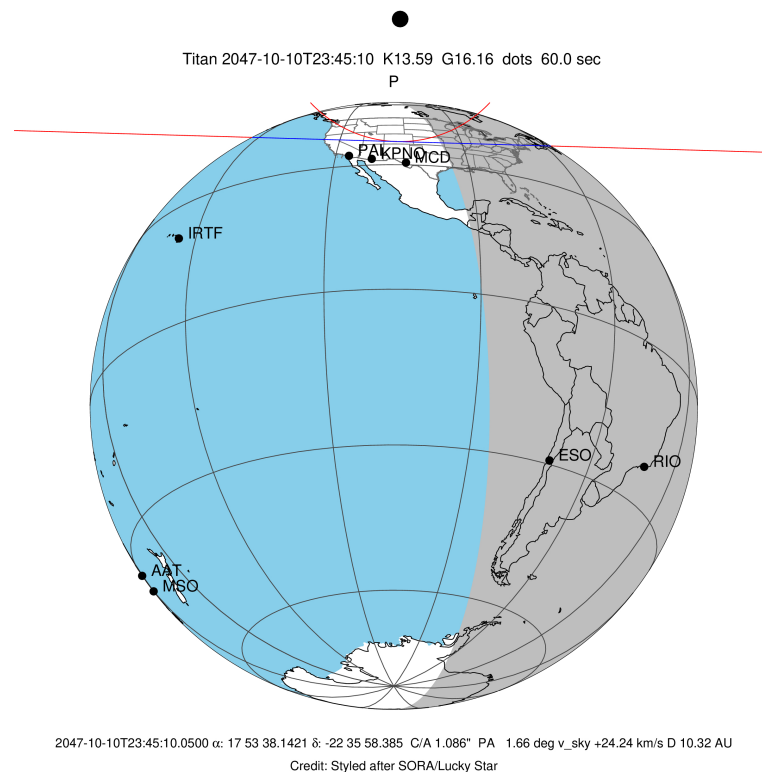 Titan 2047-10-10T23:45:10 K13.59 G16.16 dots 60.0 sec
P
PAL
KPNO
MCD
IRTF
ESO
RIO
AAT
MSO
2047-10-10T23:45:10.0500 α: 17 53 38.1421 δ: -22 35 58.385 C/A 1.086" PA 1.66 deg v_sky +24.24 km/s D 10.32 AU
Credit: Styled after SORA/Lucky Star